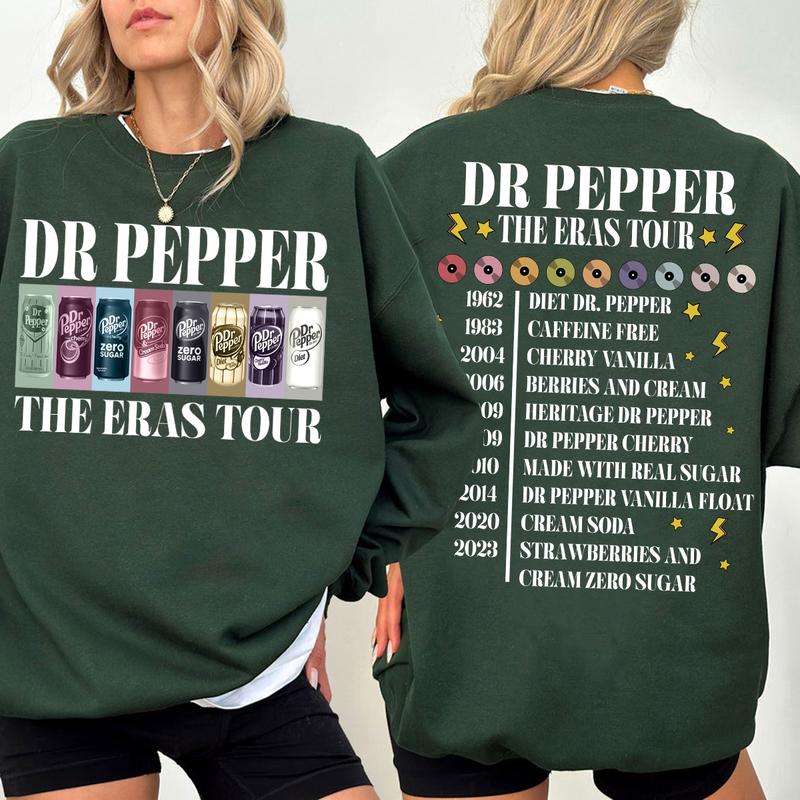 DR PEPPER
Dr Pepper
Dr Pepper
Dr Pepper
Dr Pepper & Cream Soda
Dr Pepper zero SUGAR
Dr Pepper
Dr Pepper
Dr Pepper Diet
THE ERAS TOUR
DR PEPPER
THE ERAS TOUR
1962 DIET DR. PEPPER
1983 CAFFEINE FREE
2004 CHERRY VANILLA
006 BERRIES AND CREAM
09 HERITAGE DR PEPPER
09 DR PEPPER CHERRY
010 MADE WITH REAL SUGAR
2014 DR PEPPER VANILLA FLOAT
2020 CREAM SODA
2023 STRAWBERRIES AND
CREAM ZERO SUGAR